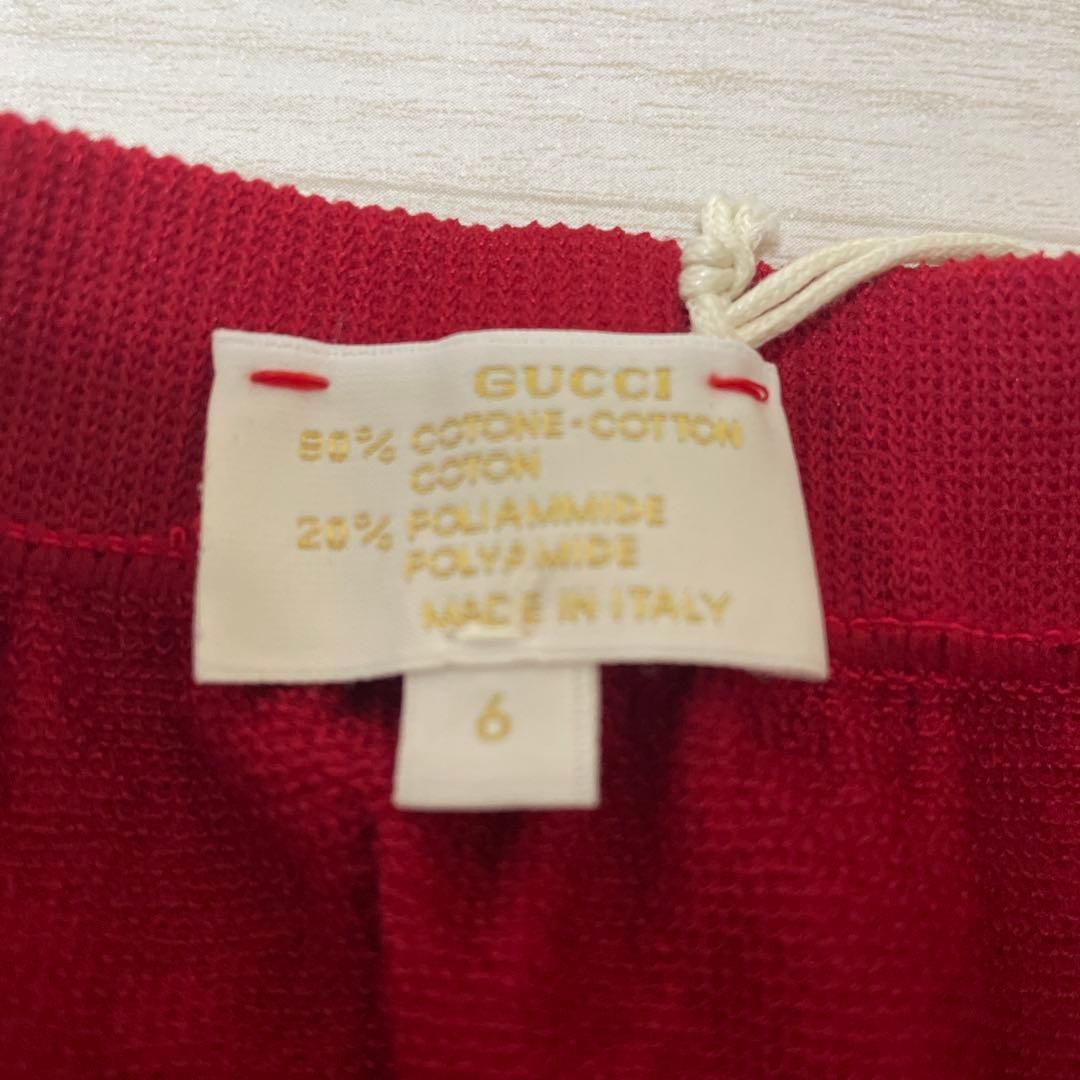 GUCCI
80% COTONE·COTTON
COTON
20% POLIAMMIDE
POLYAMIDE
MADE IN ITALY
6